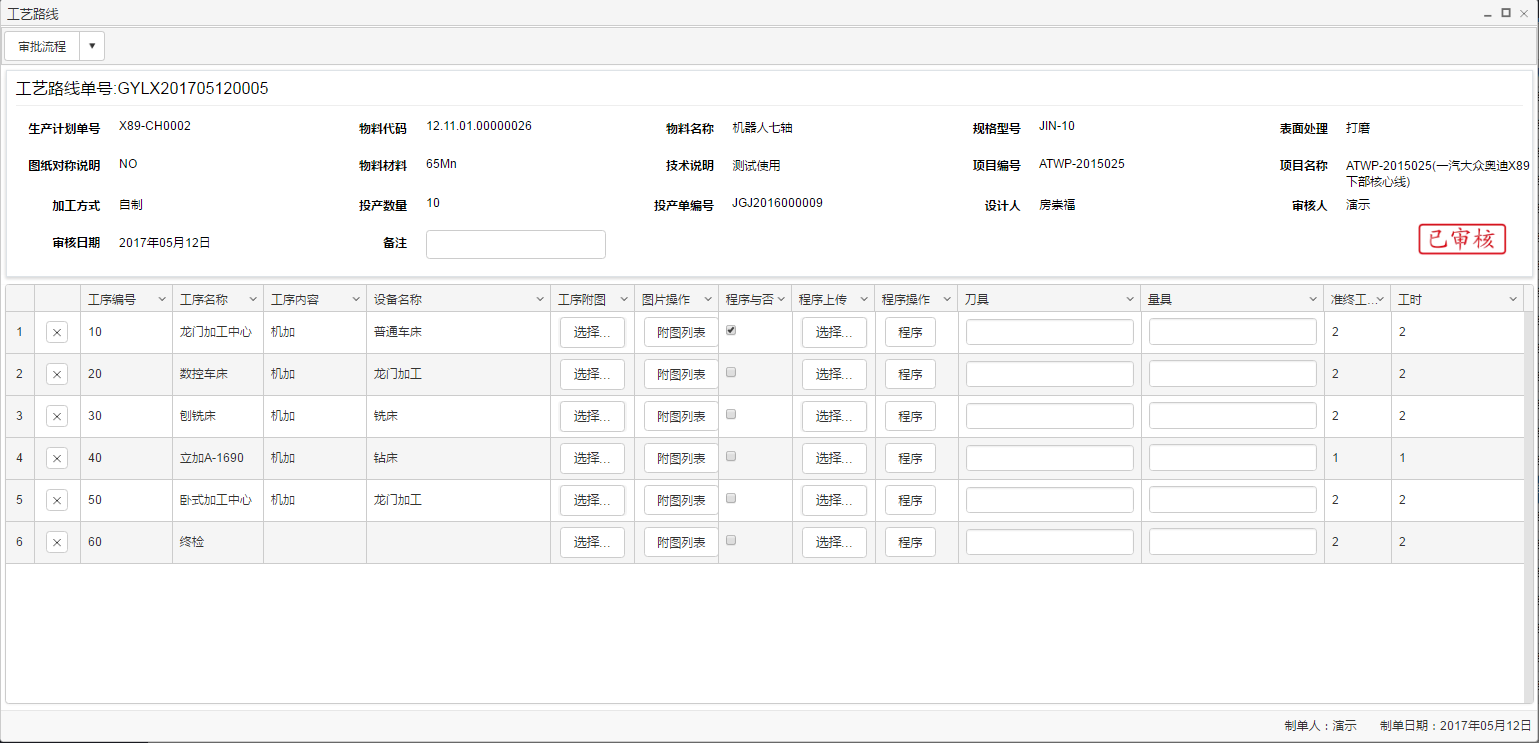 工艺路线
审批流程
工艺路线单号:GYLX201705120005
生产计划单号 X89-CH0002 物料代码 12.11.01.00000026 物料名称 机器人七轴 规格型号 JIN-10 表面处理 打磨
图纸对称说明 NO 物料材料 65Mn 技术说明 测试使用 项目编号 ATWP-2015025 项目名称 ATWP-2015025(一汽大众奥迪X89
下部核心线)
加工方式 自制 投产数量 10 投产单编号 JGJ2016000009 设计人 房崇福 审核人 演示
审核日期 2017年05月12日 备注
已审核
工序编号 工序名称 工序内容 设备名称 工序附图 图片操作 程序与否 程序上传 程序操作 刀具 量具 准终工... 工时
1 10 龙门加工中心 机加 普通车床 选择... 附图列表 选择... 程序 2 2
2 20 数控车床 机加 龙门加工 选择... 附图列表 选择... 程序 2 2
3 30 刨铣床 机加 铣床 选择... 附图列表 选择... 程序 2 2
4 40 立加A-1690 机加 钻床 选择... 附图列表 选择... 程序 1 1
5 50 卧式加工中心 机加 龙门加工 选择... 附图列表 选择... 程序 2 2
6 60 终检 选择... 附图列表 选择... 程序 2 2
制单人：演示 制单日期：2017年05月12日